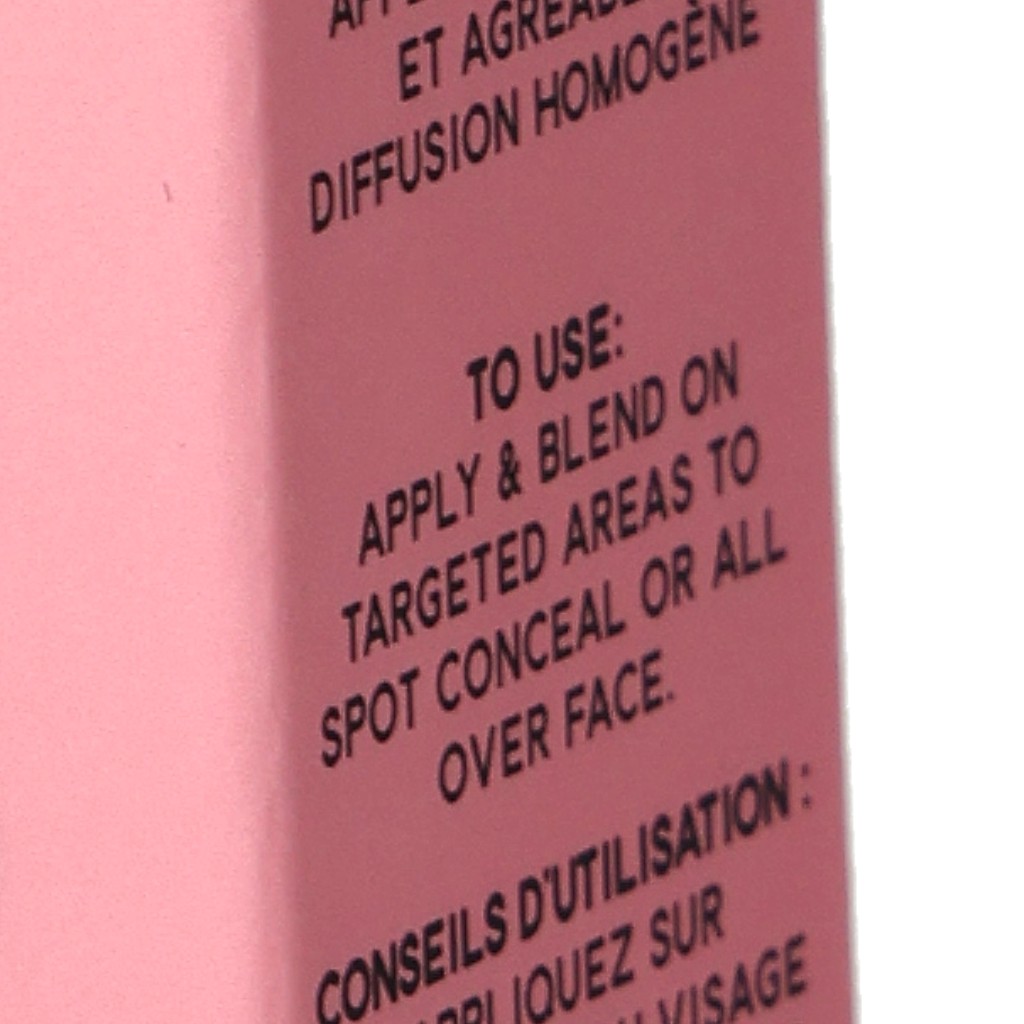 ET
DIFFUSION HOMOGÈNE
TO USE:
APPLY & BLEND ON
TARGETED AREAS TO
SPOT CONCEAL OR ALL
OVER FACE.
CONSEILS D'UTILISATION :
APPLIQUEZ SUR
VISAGE